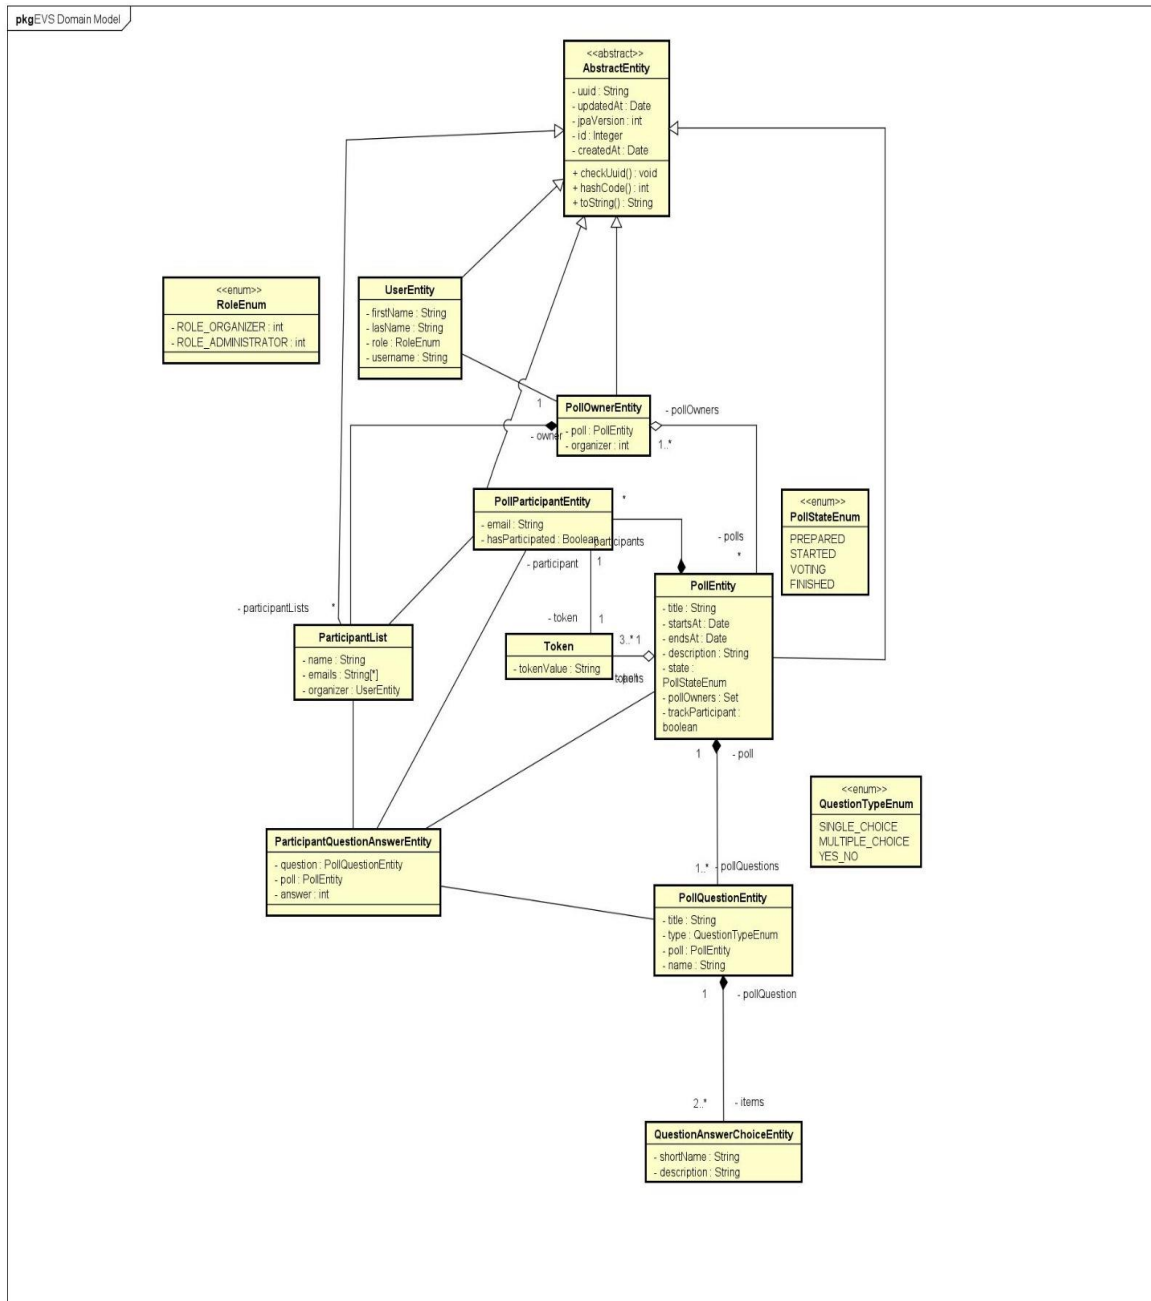 pkg EVS Domain Model
<<abstract>>
AbstractEntity
- uuid : String
- updatedAt : Date
- jpaVersion : int
- id : Integer
- createdAt : Date
+ checkUuid() : void
+ hashCode() : int
+ toString() : String
<<enum>>
RoleEnum
- ROLE_ORGANIZER : int
- ROLE_ADMINISTRATOR : int
UserEntity
- firstName : String
- lasName : String
- role : RoleEnum
- username : String
1
PollOwnerEntity
- poll : PollEntity
- organizer : int
- pollOwners
1..*
- owner
PollParticipantEntity
- email : String
- hasParticipated : Boolean
*
participants
- participant
1
<<enum>>
PollStateEnum
PREPARED
STARTED
VOTING
FINISHED
- polls
*
- participantLists
*
- token
1
ParticipantList
- name : String
- emails : String[*]
- organizer : UserEntity
Token
- tokenValue : String
3..*
1
PollEntity
- title : String
- startsAt : Date
- endsAt : Date
- description : String
- state :
PollStateEnum
- pollOwners : Set
- trackParticipant :
boolean
1
- poll
<<enum>>
QuestionTypeEnum
SINGLE_CHOICE
MULTIPLE_CHOICE
YES_NO
ParticipantQuestionAnswerEntity
- question : PollQuestionEntity
- poll : PollEntity
- answer : int
1..*
- pollQuestions
PollQuestionEntity
- title : String
- type : QuestionTypeEnum
- poll : PollEntity
- name : String
1
- pollQuestion
2..*
- items
QuestionAnswerChoiceEntity
- shortName : String
- description : String